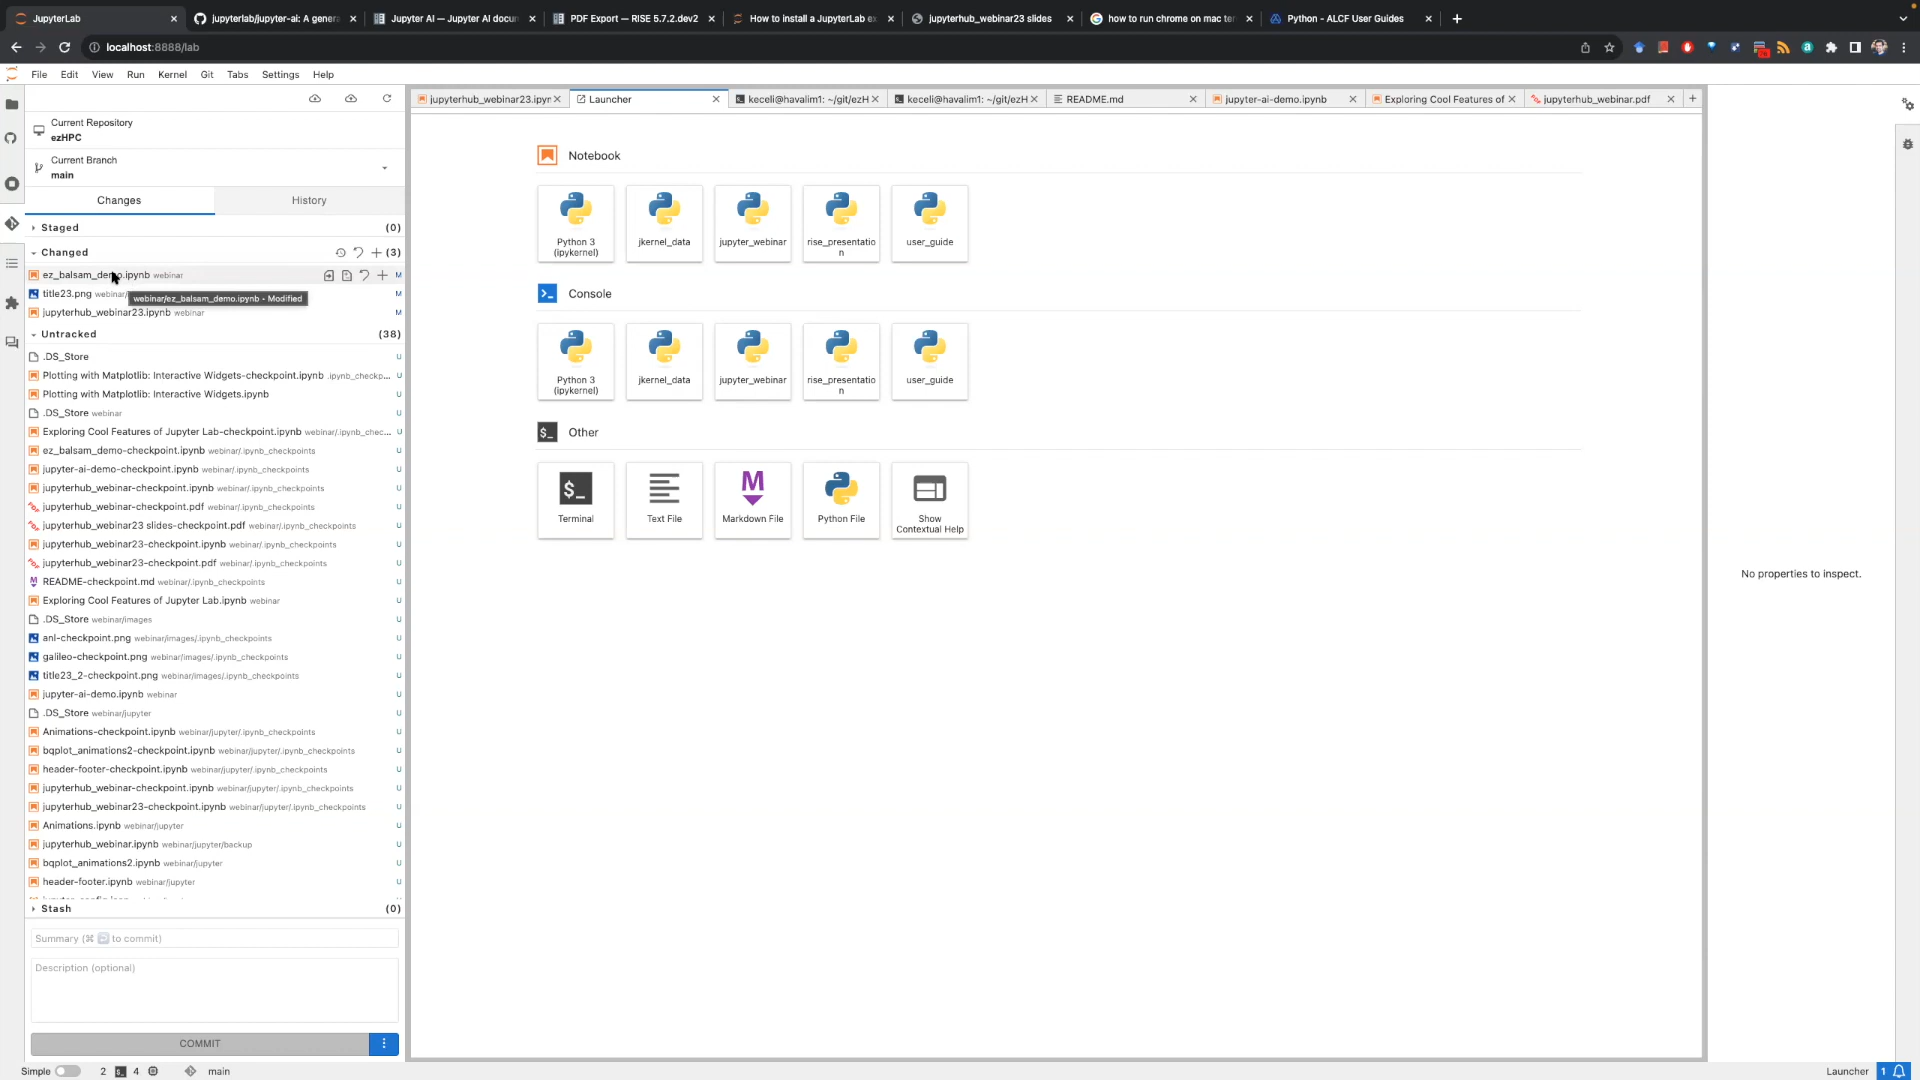 JupyterLab
jupyterlab/jupyter-ai: A genera
Jupyter AI — Jupyter AI docum
PDF Export — RISE 5.7.2.dev2
How to install a JupyterLab ex
jupyterhub_webinar23 slides
how to run chrome on mac ter
Python - ALCF User Guides
localhost:8888/lab
File Edit View Run Kernel Git Tabs Settings Help
jupyterhub_webinar23.ipyn
Launcher
keceli@havalim1: ~/git/ezH
keceli@havalim1: ~/git/ezH
README.md
jupyter-ai-demo.ipynb
Exploring Cool Features of
jupyterhub_webinar.pdf
Current Repository
ezHPC
Current Branch
main
Changes History
Staged (0)
Changed (3)
ez_balsam_demo.ipynb webinar M
title23.png webinar/ M
webinar/ez_balsam_demo.ipynb • Modified
jupyterhub_webinar23.ipynb webinar M
Untracked (38)
.DS_Store U
Plotting with Matplotlib: Interactive Widgets-checkpoint.ipynb .ipynb_checkp... U
Plotting with Matplotlib: Interactive Widgets.ipynb U
.DS_Store webinar U
Exploring Cool Features of Jupyter Lab-checkpoint.ipynb webinar/.ipynb_chec... U
ez_balsam_demo-checkpoint.ipynb webinar/.ipynb_checkpoints U
jupyter-ai-demo-checkpoint.ipynb webinar/.ipynb_checkpoints U
jupyterhub_webinar-checkpoint.ipynb webinar/.ipynb_checkpoints U
jupyterhub_webinar-checkpoint.pdf webinar/.ipynb_checkpoints U
jupyterhub_webinar23 slides-checkpoint.pdf webinar/.ipynb_checkpoints U
jupyterhub_webinar23-checkpoint.ipynb webinar/.ipynb_checkpoints U
jupyterhub_webinar23-checkpoint.pdf webinar/.ipynb_checkpoints U
README-checkpoint.md webinar/.ipynb_checkpoints U
Exploring Cool Features of Jupyter Lab.ipynb webinar U
.DS_Store webinar/images U
anl-checkpoint.png webinar/images/.ipynb_checkpoints U
galileo-checkpoint.png webinar/images/.ipynb_checkpoints U
title23_2-checkpoint.png webinar/images/.ipynb_checkpoints U
jupyter-ai-demo.ipynb webinar U
.DS_Store webinar/jupyter U
Animations-checkpoint.ipynb webinar/jupyter/.ipynb_checkpoints U
bqplot_animations2-checkpoint.ipynb webinar/jupyter/.ipynb_checkpoints U
header-footer-checkpoint.ipynb webinar/jupyter/.ipynb_checkpoints U
jupyterhub_webinar-checkpoint.ipynb webinar/jupyter/.ipynb_checkpoints U
jupyterhub_webinar23-checkpoint.ipynb webinar/jupyter/.ipynb_checkpoints U
Animations.ipynb webinar/jupyter U
jupyterhub_webinar.ipynb webinar/jupyter/backup U
bqplot_animations2.ipynb webinar/jupyter U
header-footer.ipynb webinar/jupyter U
Stash (0)
Summary (⌘ to commit)
Description (optional)
COMMIT
Notebook
Python 3
(ipykernel)
jkernel_data
jupyter_webinar
rise_presentatio
n
user_guide
Console
Python 3
(ipykernel)
jkernel_data
jupyter_webinar
rise_presentatio
n
user_guide
$_ Other
$_
Terminal
Text File
M
Markdown File
Python File
Show
Contextual Help
No properties to inspect.
Simple 2 $_ 4 main
Launcher 1